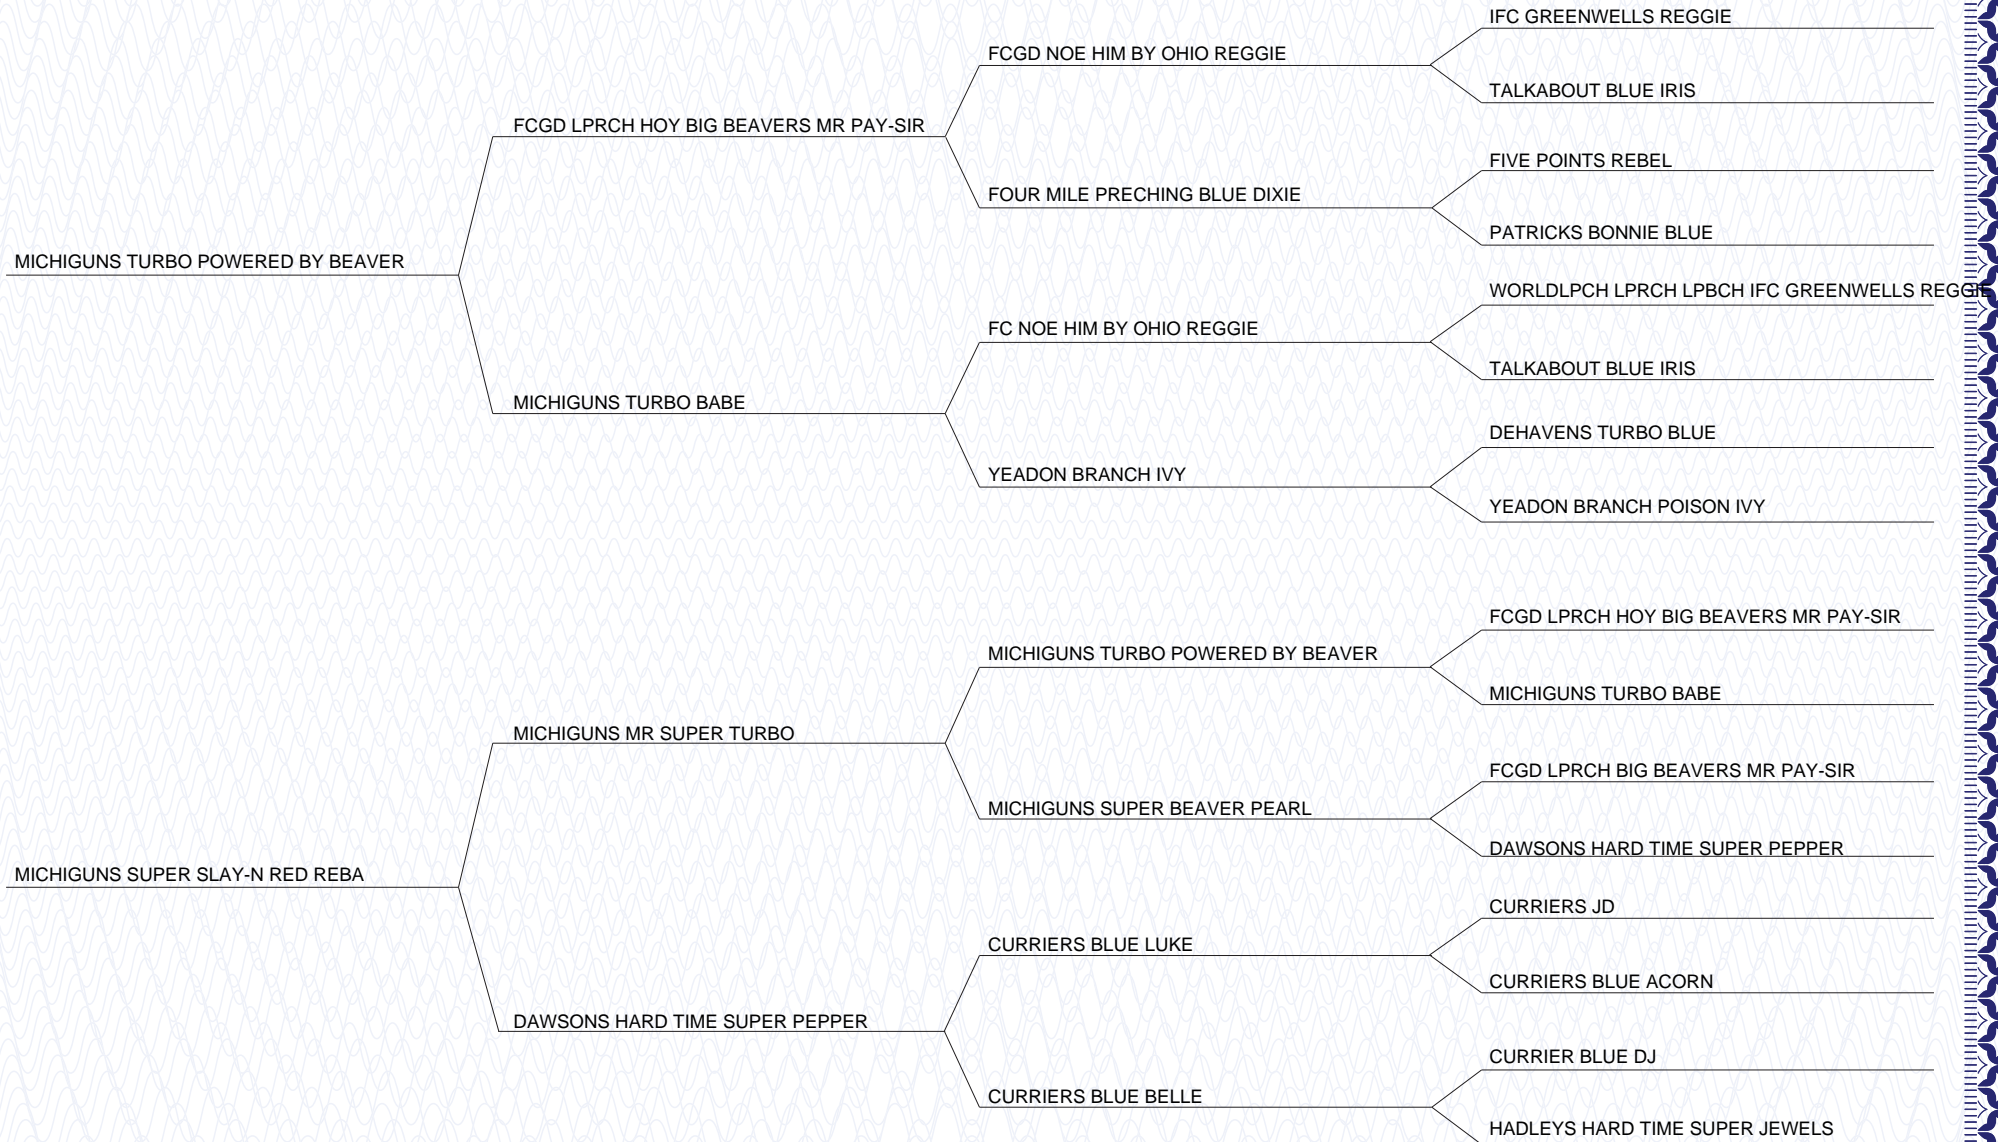 IFC GREENWELLS REGGIE
FCGD NOE HIM BY OHIO REGGIE
TALKABOUT BLUE IRIS
FCGD LPRCH HOY BIG BEAVERS MR PAY-SIR
FIVE POINTS REBEL
FOUR MILE PRECHING BLUE DIXIE
PATRICKS BONNIE BLUE
MICHIGUNS TURBO POWERED BY BEAVER
WORLDLPCH LPRCH LPBCH IFC GREENWELLS REGGIE
FC NOE HIM BY OHIO REGGIE
TALKABOUT BLUE IRIS
MICHIGUNS TURBO BABE
DEHAVENS TURBO BLUE
YEADON BRANCH IVY
YEADON BRANCH POISON IVY
FCGD LPRCH HOY BIG BEAVERS MR PAY-SIR
MICHIGUNS TURBO POWERED BY BEAVER
MICHIGUNS TURBO BABE
MICHIGUNS MR SUPER TURBO
FCGD LPRCH BIG BEAVERS MR PAY-SIR
MICHIGUNS SUPER BEAVER PEARL
DAWSONS HARD TIME SUPER PEPPER
MICHIGUNS SUPER SLAY-N RED REBA
CURRIERS JD
CURRIERS BLUE LUKE
CURRIERS BLUE ACORN
DAWSONS HARD TIME SUPER PEPPER
CURRIER BLUE DJ
CURRIERS BLUE BELLE
HADLEYS HARD TIME SUPER JEWELS